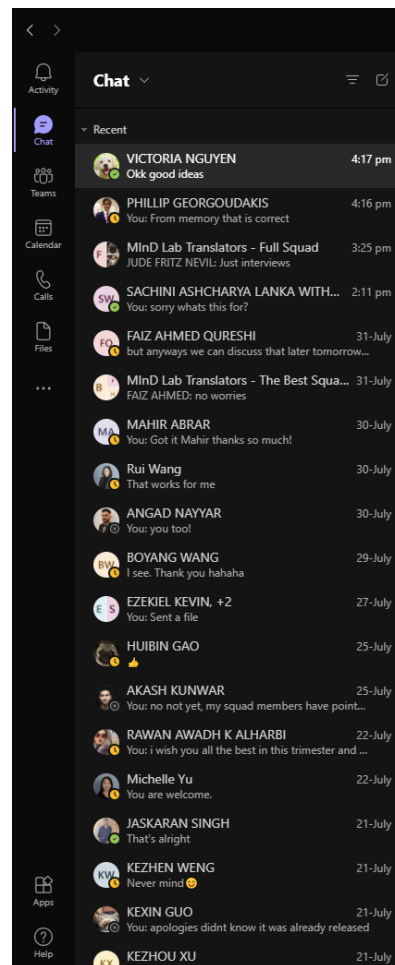 Activity
Chat
Teams
Calendar
Calls
Files
Apps
Help
Chat
Recent
VICTORIA NGUYEN 4:17 pm
Okk good ideas
PHILLIP GEORGOUDAKIS 4:16 pm
You: From memory that is correct
F
MInD Lab Translators - Full Squad 3:25 pm
JUDE FRITZ NEVIL: Just interviews
SW
SACHINI ASHCHARYA LANKA WITH... 2:11 pm
You: sorry whats this for?
FQ
FAIZ AHMED QURESHI 31-July
but anyways we can discuss that later tomorrow...
B
MInD Lab Translators - The Best Squa... 31-July
FAIZ AHMED: no worries
MA
MAHIR ABRAR 30-July
You: Got it Mahir thanks so much!
Rui Wang 30-July
That works for me
ANGAD NAYYAR 30-July
You: you too!
BW
BOYANG WANG 29-July
I see. Thank you hahaha
E S
EZEKIEL KEVIN, +2 27-July
You: Sent a file
HUIBIN GAO 25-July
👍
AKASH KUNWAR 25-July
You: no not yet, my squad members have point...
RAWAN AWADH K ALHARBI 22-July
You: i wish you all the best in this trimester and ...
Michelle Yu 22-July
You are welcome.
JASKARAN SINGH 21-July
That's alright
KW
KEZHEN WENG 21-July
Never mind😊
KEXIN GUO 21-July
You: apologies didnt know it was already released
KX
KEZHOU XU 21-July